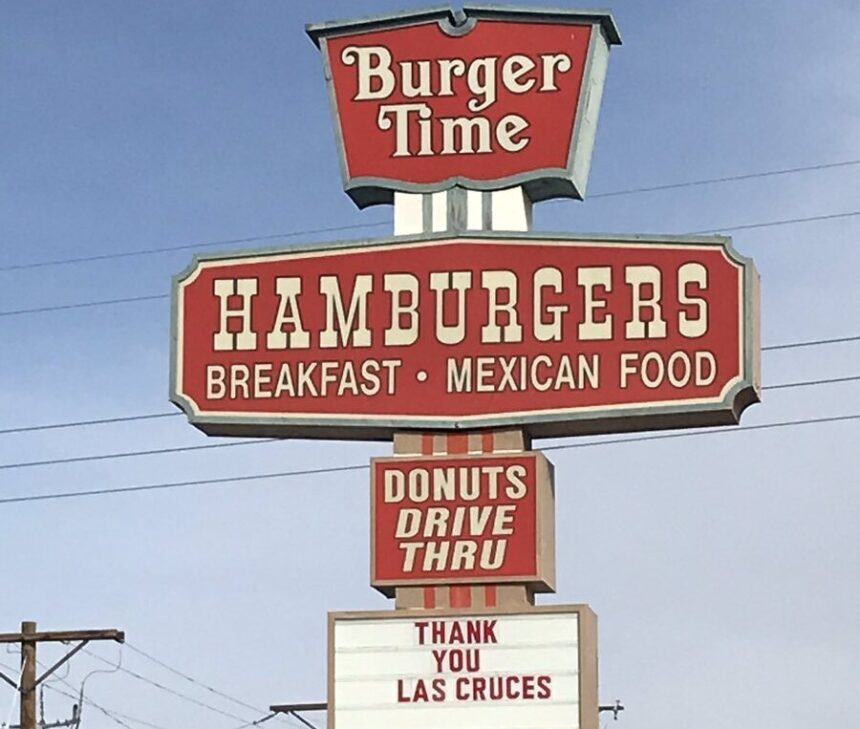 Burger
Time
HAMBURGERS
BREAKFAST • MEXICAN FOOD
DONUTS
DRIVE
THRU
THANK
YOU
LAS CRUCES